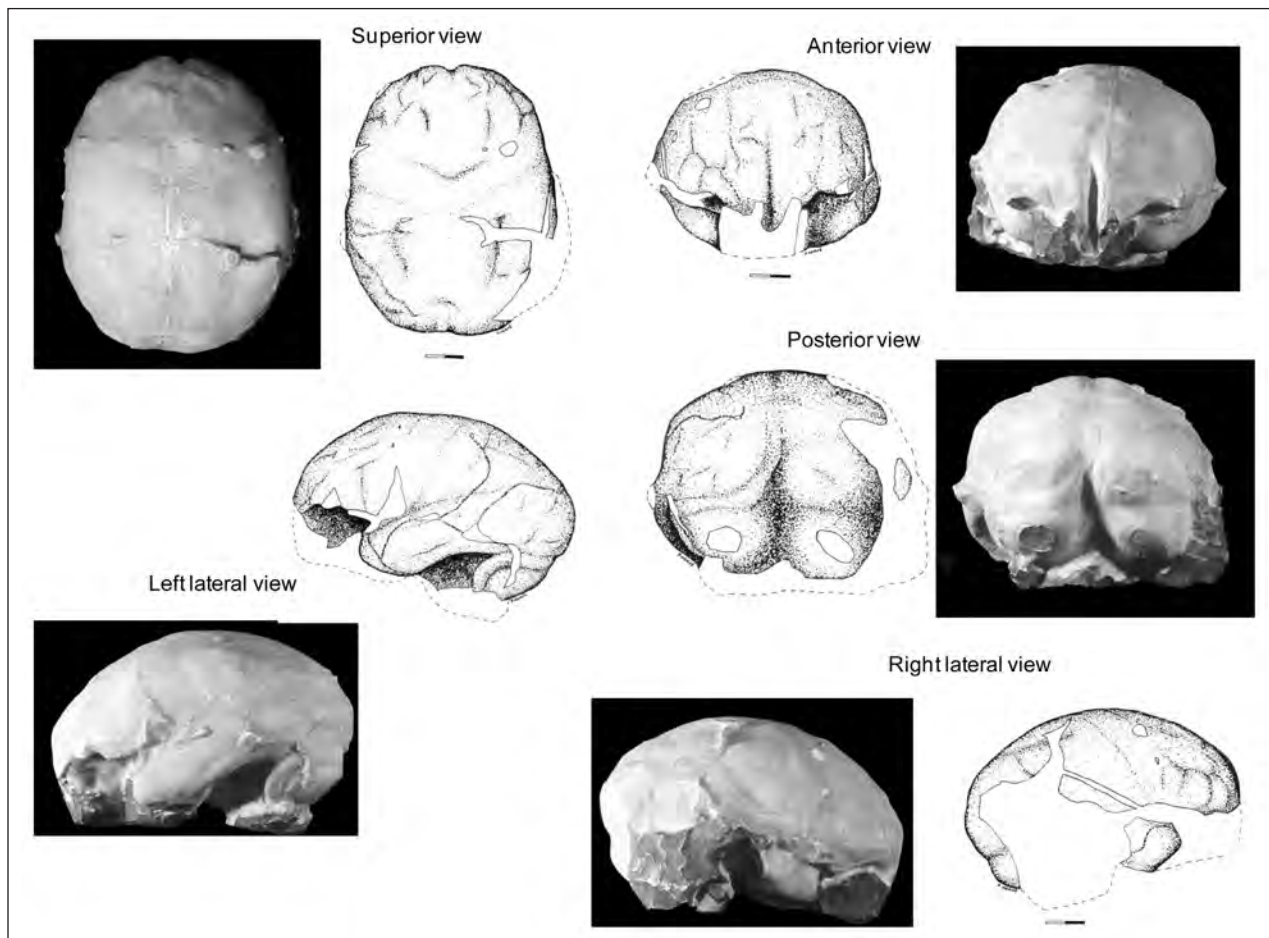 Superior view
Anterior view
Posterior view
Left lateral view
Right lateral view